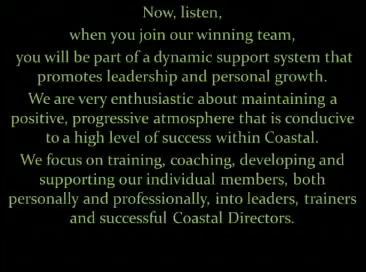 Now, listen,
when you join our winning team,
you will be part of a dynamic support system that
promotes leadership and personal growth.
We are very enthusiastic about maintaining a
positive, progressive atmosphere that is conducive
to a high level of success within Coastal.
We focus on training, coaching, developing and
supporting our individual members, both
personally and professionally, into leaders, trainers
and successful Coastal Directors.